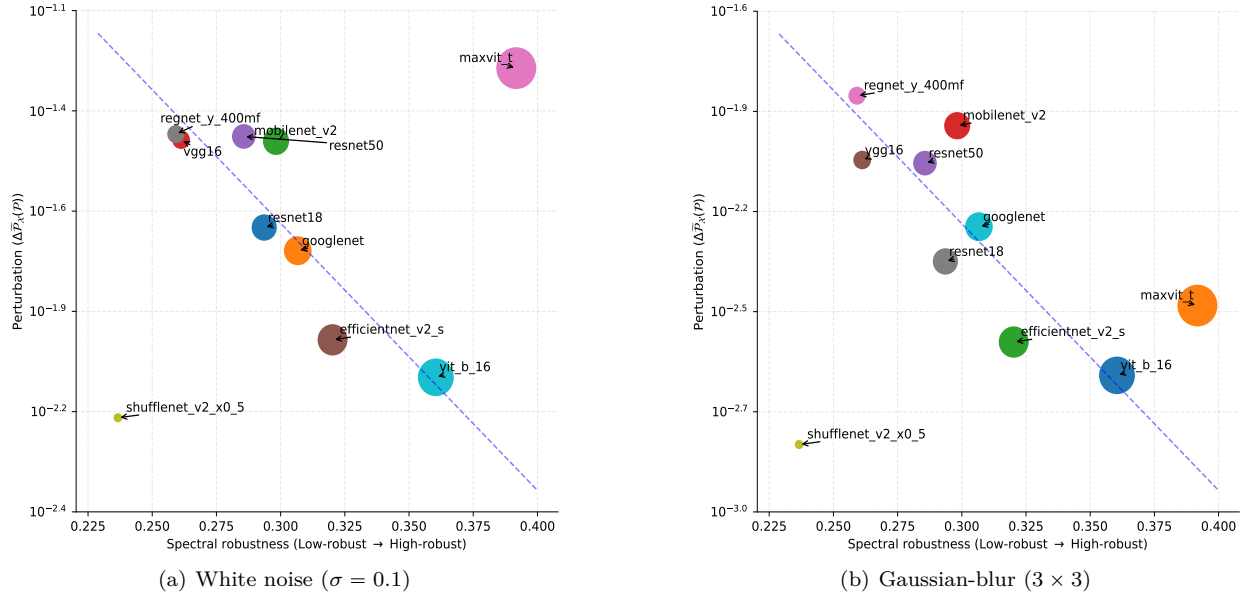 10^−1.1
10^−1.4
10^−1.6
10^−1.9
10^−2.2
10^−2.4
Perturbation (Δ𝒫̃_𝒳(𝒫))
maxvit_t
regnet_y_400mf
mobilenet_v2
vgg16
resnet50
resnet18
googlenet
efficientnet_v2_s
vit_b_16
shufflenet_v2_x0_5
0.225 0.250 0.275 0.300 0.325 0.350 0.375 0.400
Spectral robustness (Low-robust → High-robust)
(a) White noise (σ = 0.1)
10^−1.6
10^−1.9
10^−2.2
10^−2.5
10^−2.7
10^−3.0
Perturbation (Δ𝒫̃_𝒳(𝒫))
regnet_y_400mf
mobilenet_v2
vgg16
resnet50
googlenet
resnet18
maxvit_t
efficientnet_v2_s
vit_b_16
shufflenet_v2_x0_5
0.225 0.250 0.275 0.300 0.325 0.350 0.375 0.400
Spectral robustness (Low-robust → High-robust)
(b) Gaussian-blur (3 × 3)